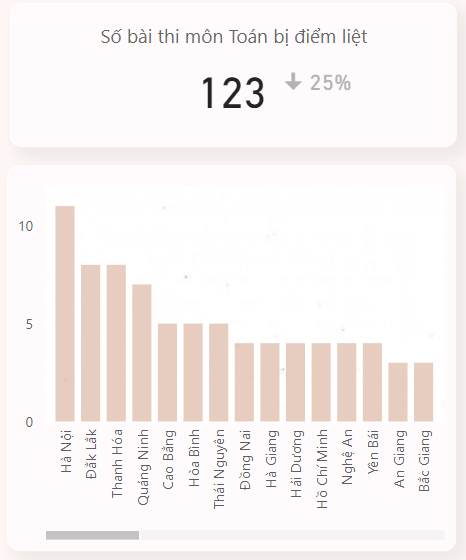 Số bài thi môn Toán bị điểm liệt
123 25%
10
5
0
Hà Nội
Đắk Lắk
Thanh Hóa
Quảng Ninh
Cao Bằng
Hòa Bình
Thái Nguyên
Đồng Nai
Hà Giang
Hải Dương
Hồ Chí Minh
Nghệ An
Yên Bái
An Giang
Bắc Giang